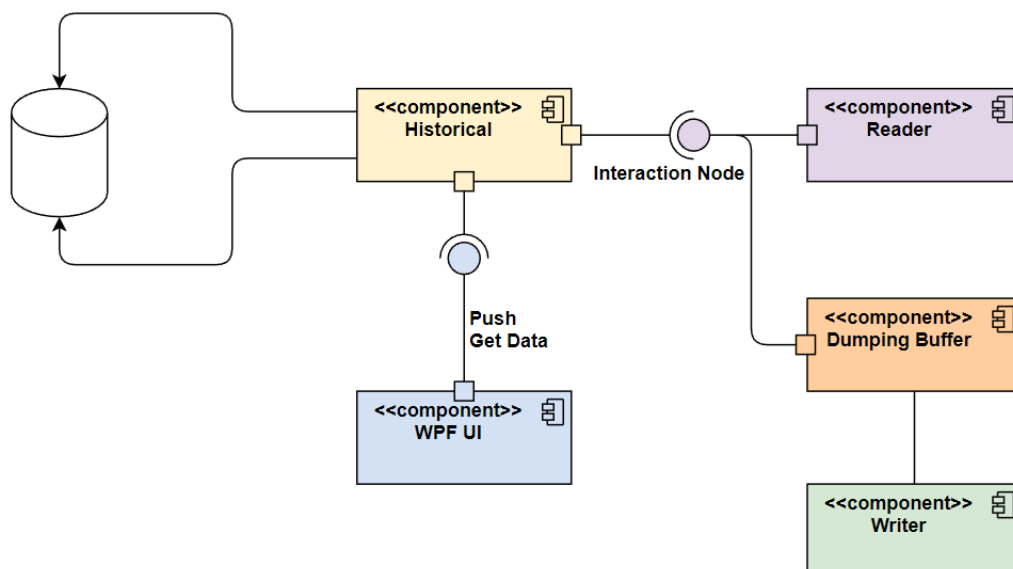 <<component>>
Historical
<<component>>
Reader
Interaction Node
Push
Get Data
<<component>>
Dumping Buffer
<<component>>
WPF UI
<<component>>
Writer